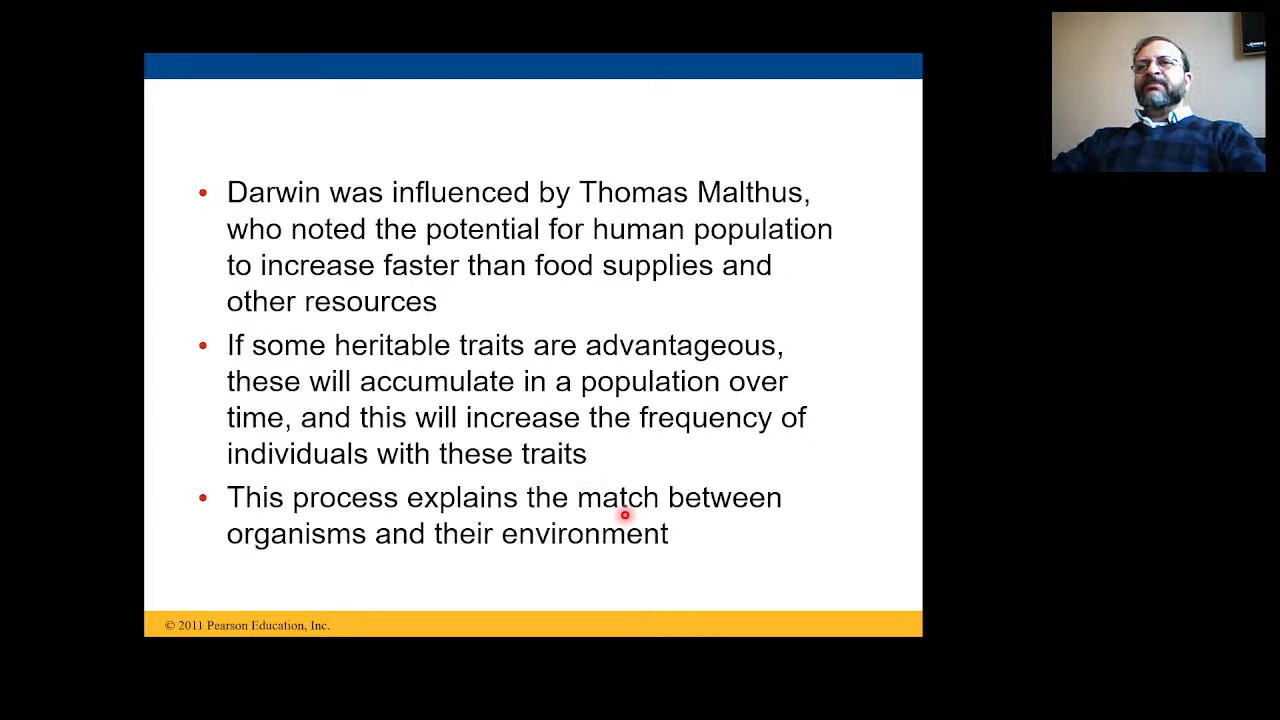 • Darwin was influenced by Thomas Malthus,
who noted the potential for human population
to increase faster than food supplies and
other resources
• If some heritable traits are advantageous,
these will accumulate in a population over
time, and this will increase the frequency of
individuals with these traits
• This process explains the match between
organisms and their environment
© 2011 Pearson Education, Inc.